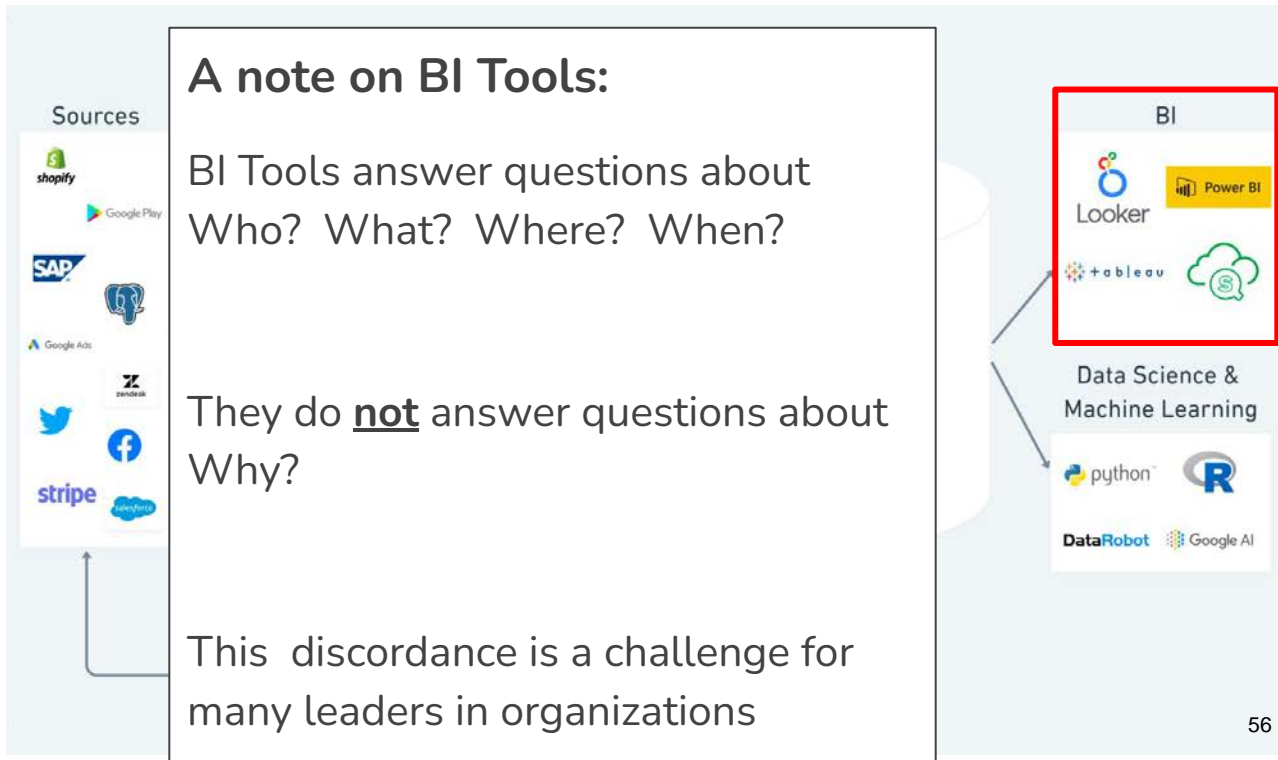 A note on BI Tools:
BI Tools answer questions about
Who? What? Where? When?
They do not answer questions about
Why?
This discordance is a challenge for
many leaders in organizations
Sources
shopify
Google Play
SAP
Google Ads
zendesk
stripe
salesforce
BI
Looker
Power BI
+ableau
S
Data Science &
Machine Learning
python
R
DataRobot
Google AI
56